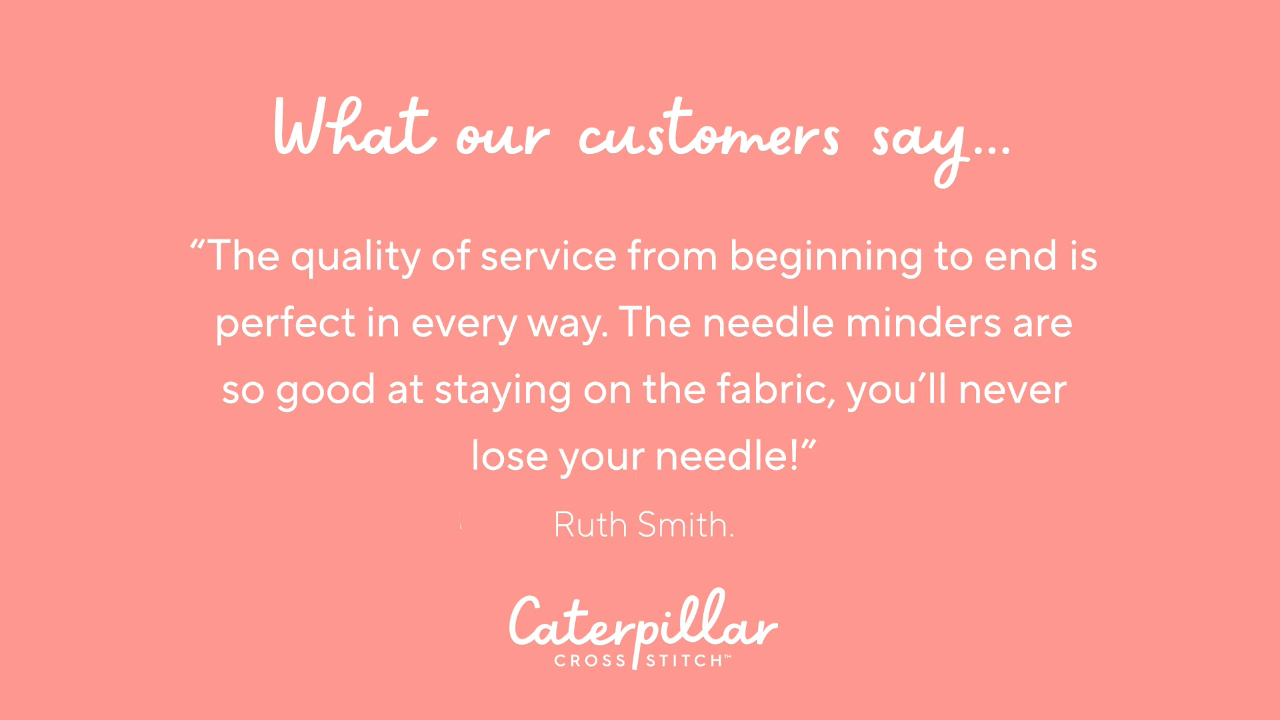 What our customers say...
“The quality of service from beginning to end is
perfect in every way. The needle minders are
so good at staying on the fabric, you’ll never
lose your needle!”
Ruth Smith.
Caterpillar
CROSS STITCH™